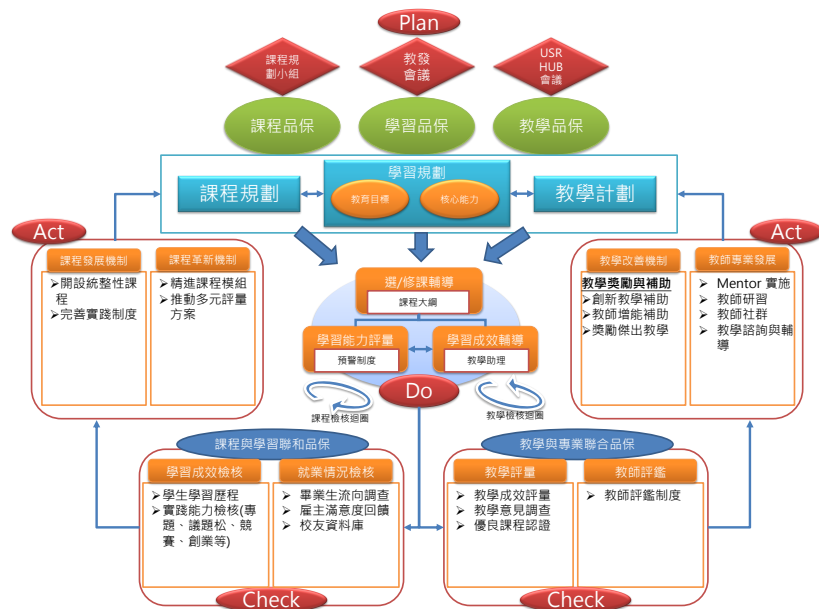 Plan
課程規
劃小組
教發
會議
USR
HUB
會議
課程品保
學習品保
教學品保
學習規劃
課程規劃
教育目標
核心能力
教學計劃
Act
課程發展機制
➢開設統整性課
程
➢完善實踐制度
課程革新機制
➢精進課程模組
➢推動多元評量
方案
選/修課輔導
課程大綱
學習能力評量
預警制度
學習成效輔導
教學助理
Do
課程檢核迴圈
教學檢核迴圈
Act
教學改善機制
教學獎勵與補助
➢創新教學補助
➢教師增能補助
➢獎勵傑出教學
教師專業發展
➢ Mentor 實施
➢ 教師研習
➢ 教師社群
➢ 教學諮詢與輔
導
課程與學習聯和品保
學習成效檢核
➢學生學習歷程
➢實踐能力檢核(專
題、議題松、競
賽、創業等)
就業情況檢核
➢ 畢業生流向調查
➢ 雇主滿意度回饋
➢ 校友資料庫
Check
教學與專業聯合品保
教學評量
➢ 教學成效評量
➢ 教學意見調查
➢ 優良課程認證
教師評鑑
➢ 教師評鑑制度
Check